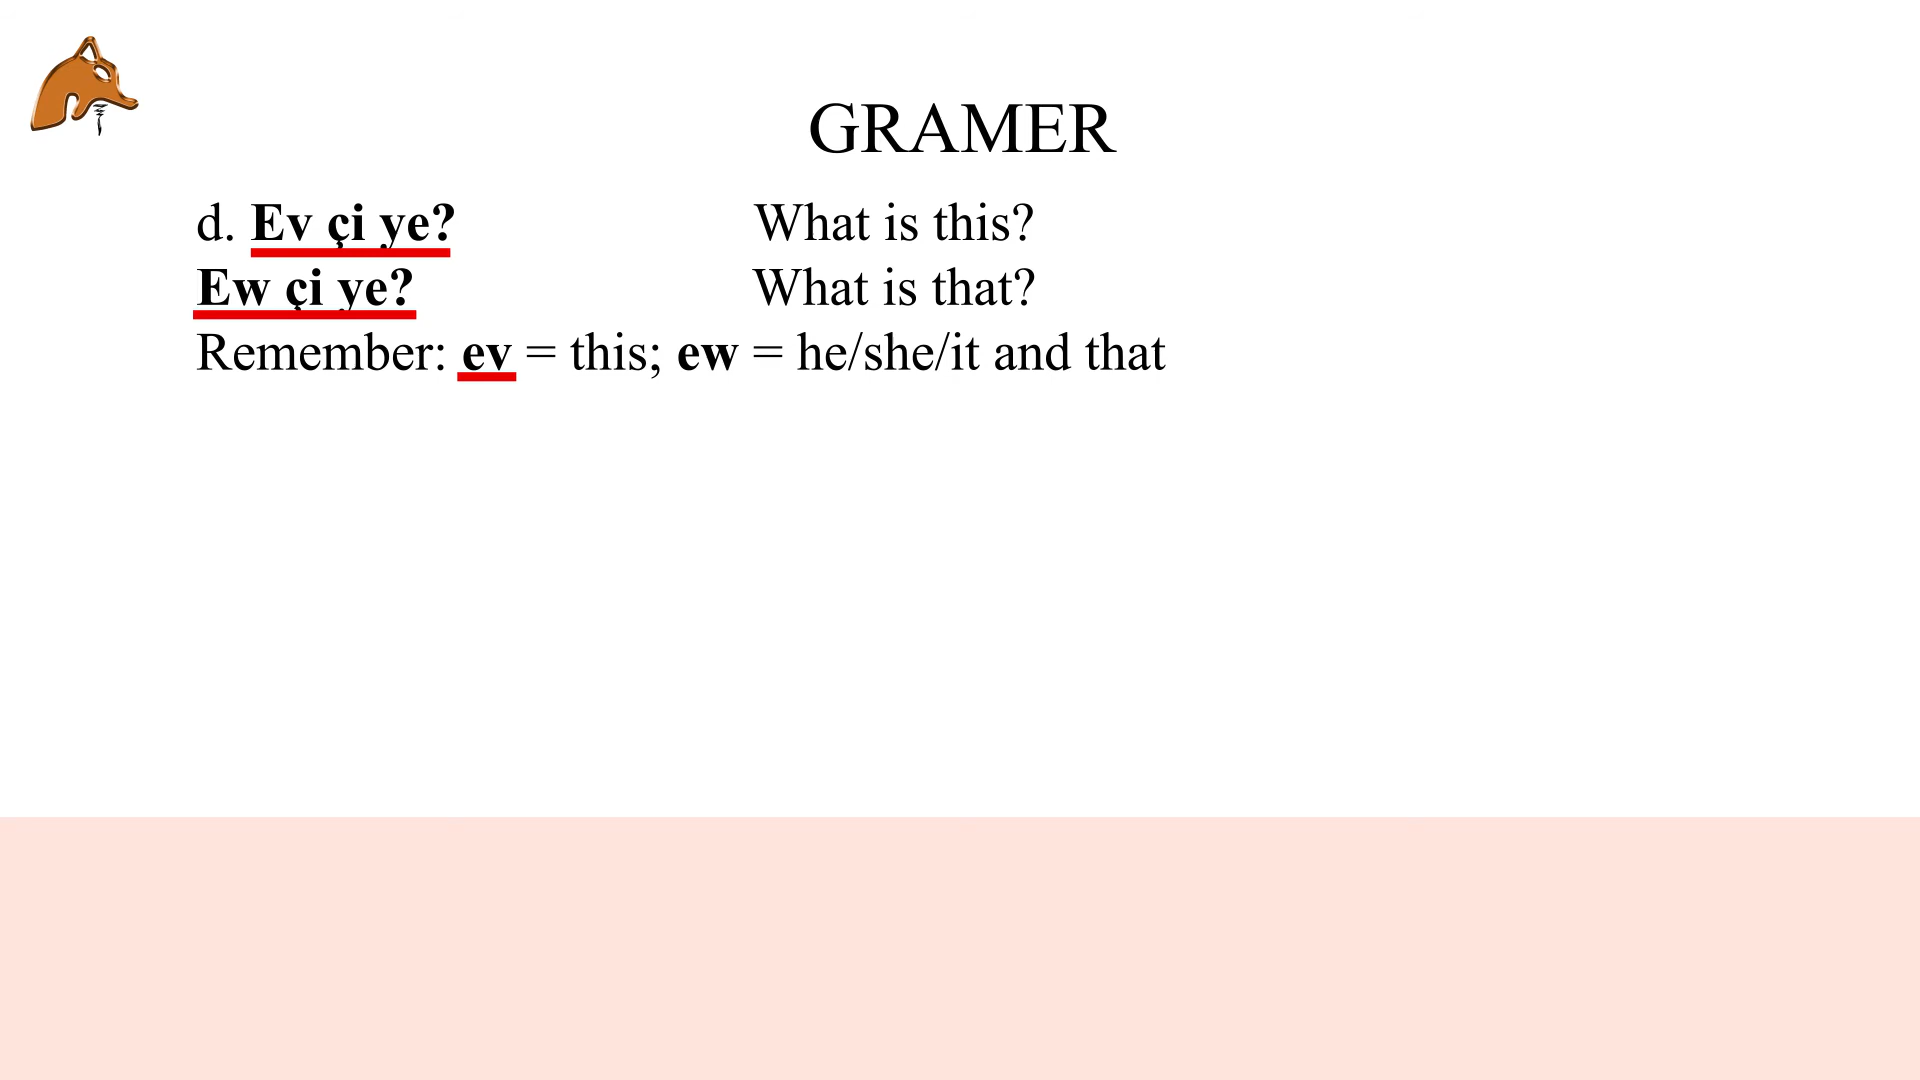 GRAMER
d. Ev çi ye? What is this?
Ew çi ye? What is that?
Remember: ev = this; ew = he/she/it and that